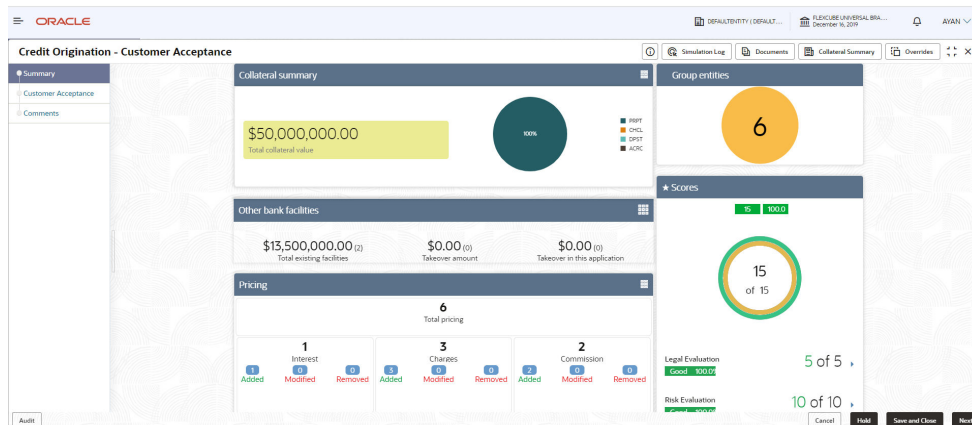 ORACLE
DEFAULTENTITY ( DEFAULT....
FLEXCUBE UNIVERSAL BRA...
December 16, 2019
AYAN
Credit Origination - Customer Acceptance
Simulation Log
Documents
Collateral Summary
Overrides
Summary
Customer Acceptance
Comments
Collateral summary
$50,000,000.00
Total collateral value
100%
PRPT
CHCL
DPST
ACRC
Group entities
6
Other bank facilities
$13,500,000.00 (2)
Total existing facilities
$0.00 (0)
Takeover amount
$0.00 (0)
Takeover in this application
Scores
15 100.0
15
of 15
Legal Evaluation
Good 100.0%
5 of 5
Risk Evaluation
Good 100.0%
10 of 10
Pricing
6
Total pricing
1
Interest
1 0 0
Added Modified Removed
3
Charges
3 0 0
Added Modified Removed
2
Commission
2 0 0
Added Modified Removed
Audit
Cancel
Hold
Save and Close
Next